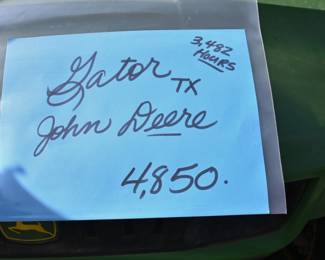 3,482
Hours
Gator TX
John Deere
4,850.